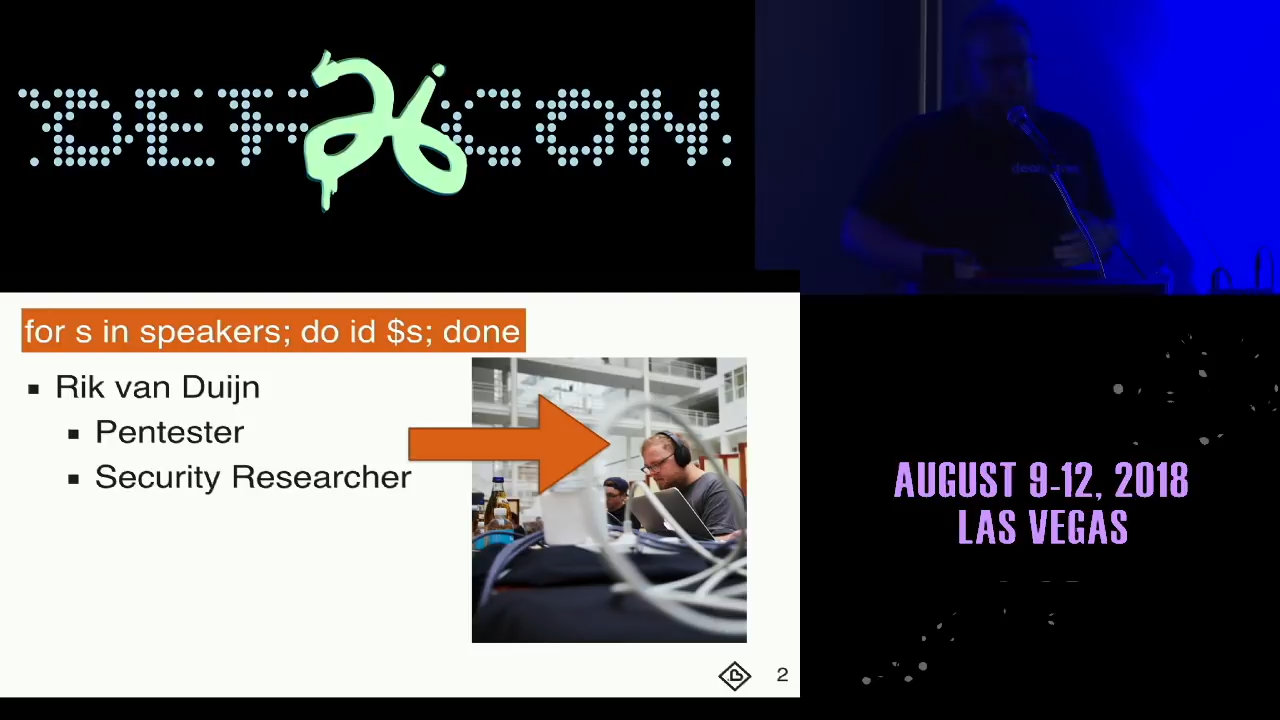 DEF CON
26
for s in speakers; do id $s; done
Rik van Duijn
Pentester
Security Researcher
2
AUGUST 9-12, 2018
LAS VEGAS